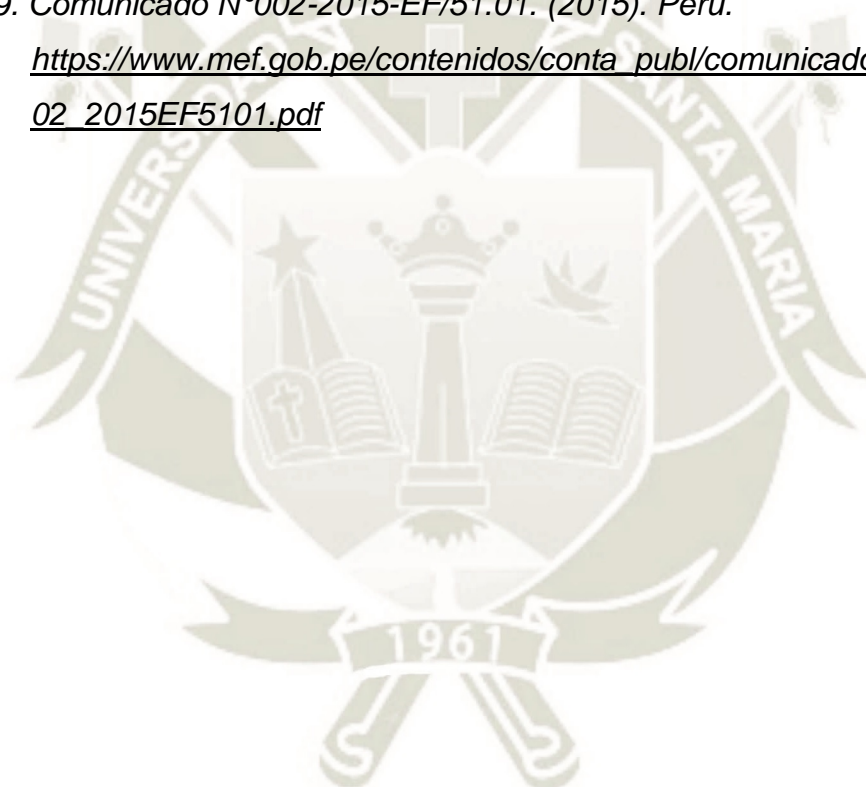 9. Comunicado N°002-2015-EF/51.01. (2015). Perú.
https://www.mef.gob.pe/contenidos/conta_publ/comunicado
02_2015EF5101.pdf
UNIVERSIDAD
SANTA MARIA
1961